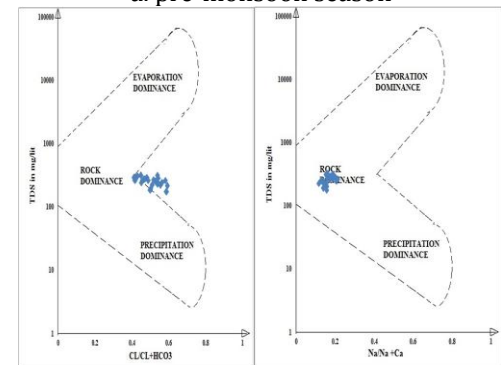 a. pre-monsoon season
100000
10000
1000
100
10
1
TDS in mg/lit
EVAPORATION
DOMINANCE
ROCK
DOMINANCE
PRECIPITATION
DOMINANCE
0
0.2
0.4
0.6
0.8
1
CL/CL+HCO3
100000
10000
1000
100
10
1
TDS in mg/lit
EVAPORATION
DOMINANCE
ROCK
DOMINANCE
PRECIPITATION
DOMINANCE
0
0.2
0.4
0.6
0.8
1
Na/Na +Ca